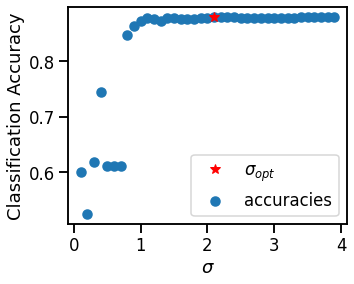 Classification Accuracy
0.8
0.7
0.6
σ_opt
accuracies
0 1 2 3 4
σ